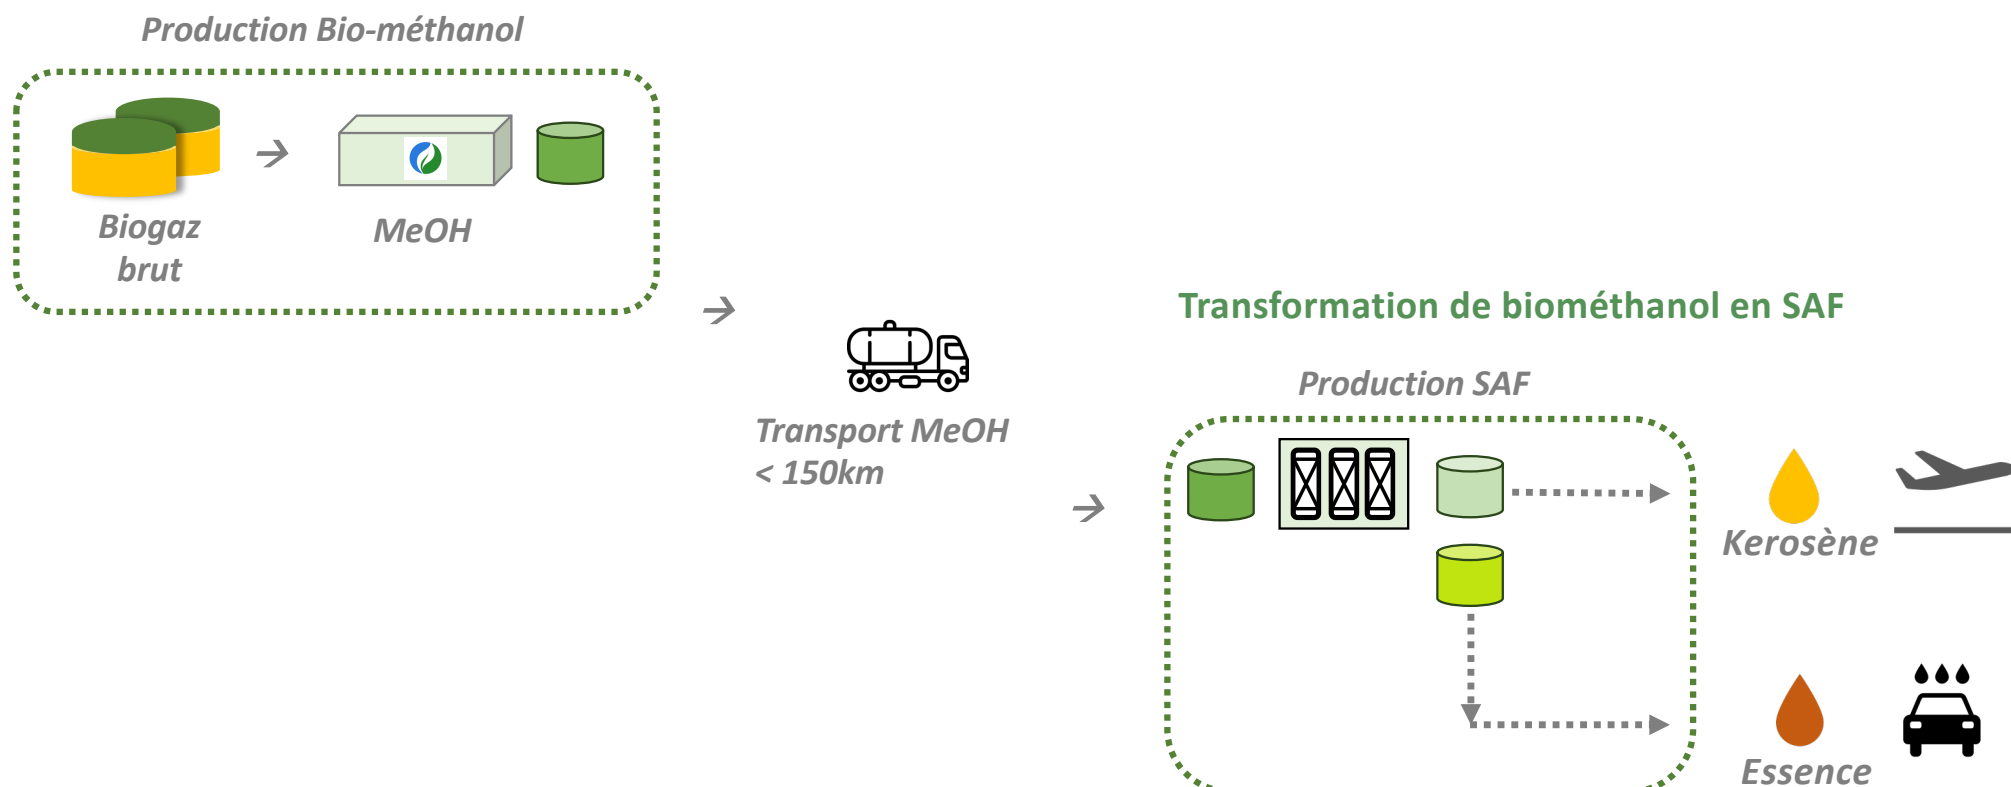 Production Bio-méthanol
Biogaz
brut
MeOH
Transport MeOH
< 150km
Transformation de biométhanol en SAF
Production SAF
Kerosène
Essence